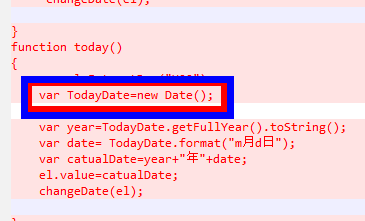 changeDate(el);
}
function today()
{
var TodayDate=new Date();
var year=TodayDate.getFullYear().toString();
var date= TodayDate.format("m月d日");
var catualDate=year+"年"+date;
el.value=catualDate;
changeDate(el);